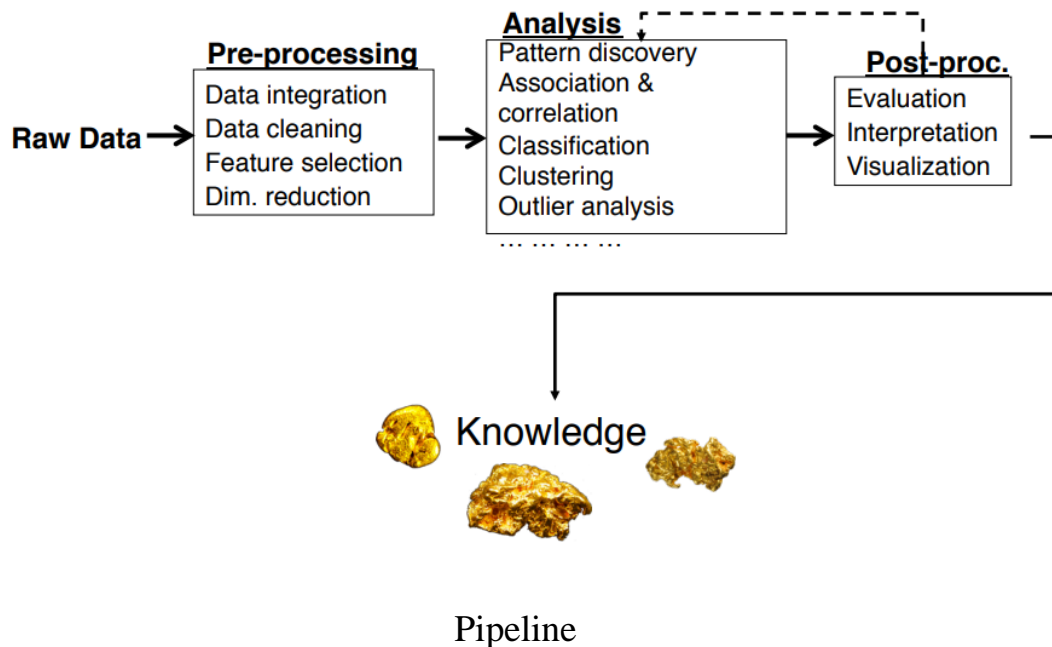 Raw Data
Pre-processing
Data integration
Data cleaning
Feature selection
Dim. reduction
Analysis
Pattern discovery
Association &
correlation
Classification
Clustering
Outlier analysis
… … … …
Post-proc.
Evaluation
Interpretation
Visualization
Knowledge
Pipeline